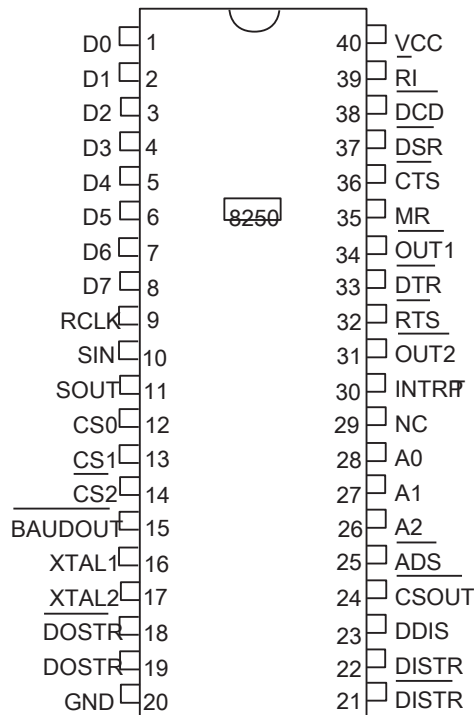 D0 1 40 VCC
D1 2 39 RI
D2 3 38 DCD
D3 4 37 DSR
D4 5 36 CTS
D5 6 8250 35 MR
D6 7 34 OUT1
D7 8 33 DTR
RCLK 9 32 RTS
SIN 10 31 OUT2
SOUT 11 30 INTRPT
CS0 12 29 NC
CS1 13 28 A0
CS2 14 27 A1
BAUDOUT 15 26 A2
XTAL1 16 25 ADS
XTAL2 17 24 CSOUT
DOSTR 18 23 DDIS
DOSTR 19 22 DISTR
GND 20 21 DISTR